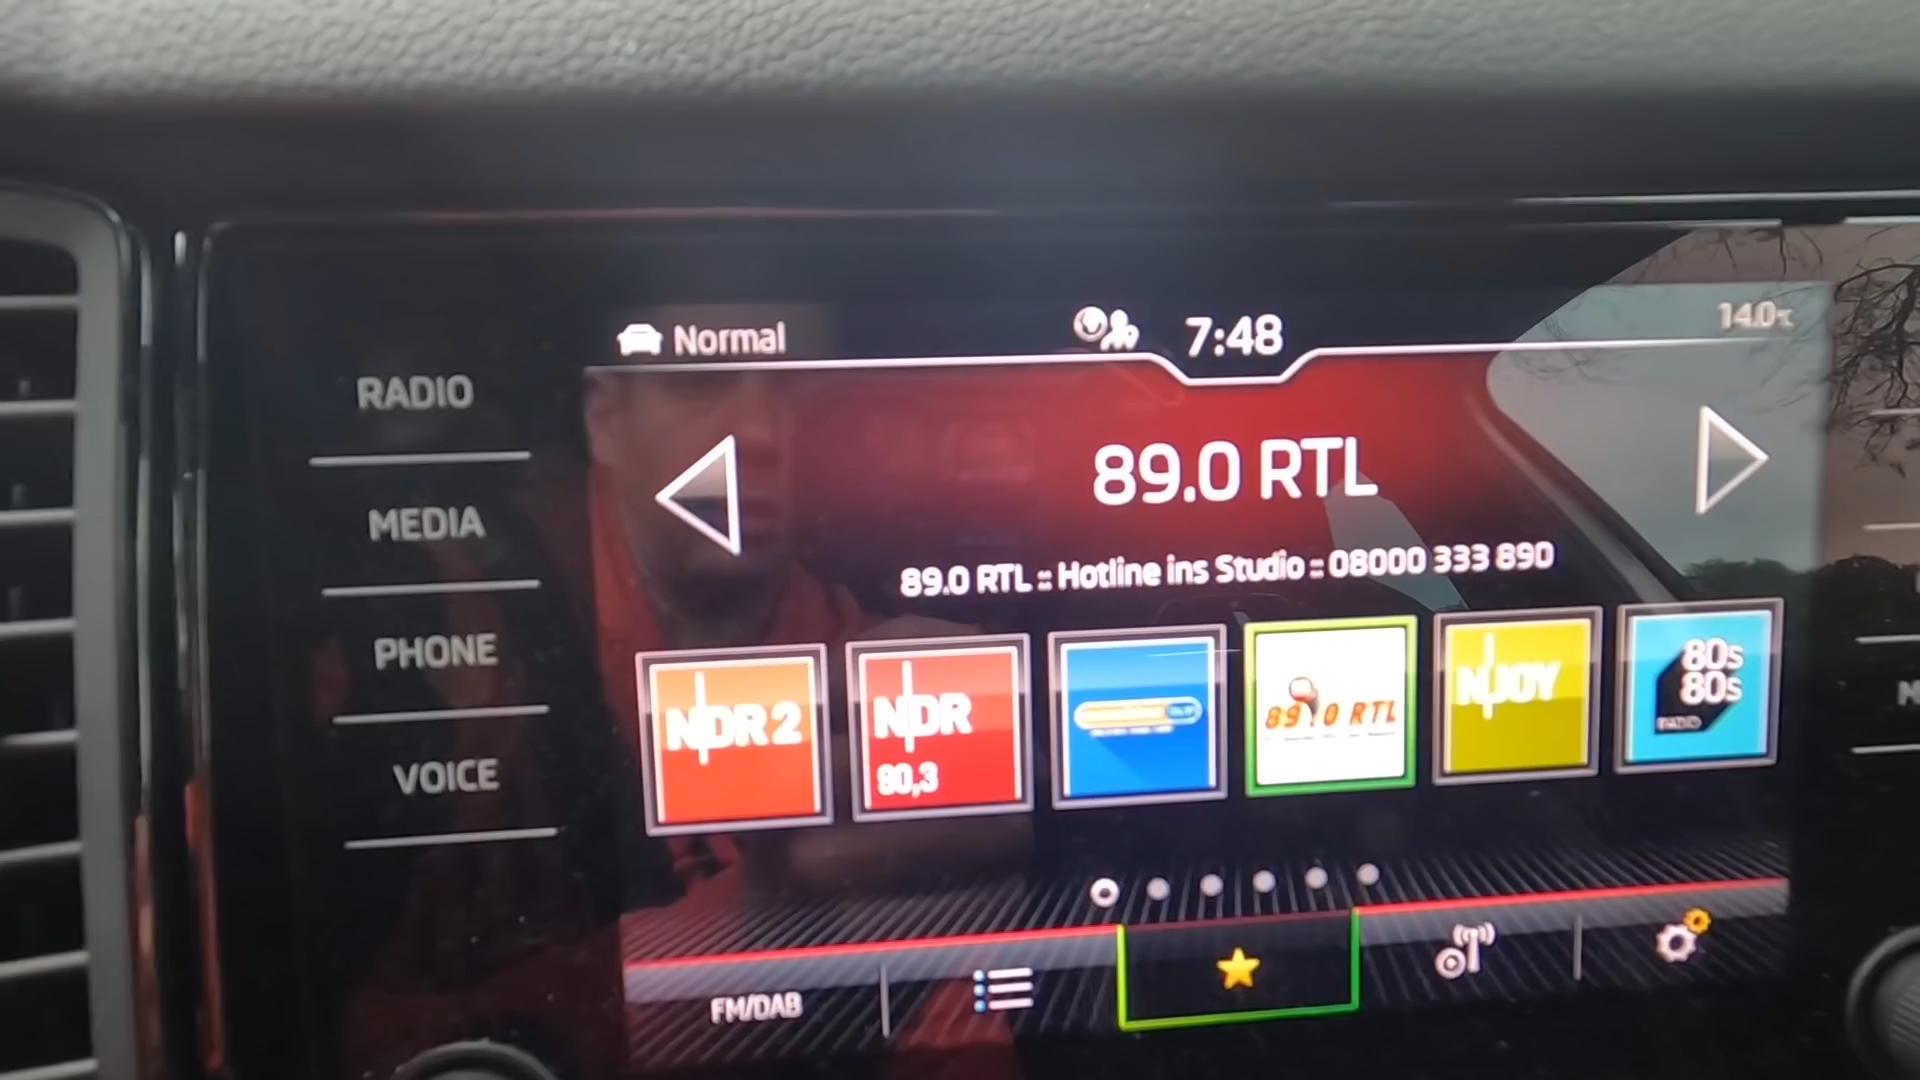 Normal
7:48
14.0°C
RADIO
MEDIA
PHONE
VOICE
89.0 RTL
89.0 RTL :: Hotline ins Studio :: 08000 333 890
NDR 2
NDR
90,3
89.0 RTL
N-JOY
80s
80s
RADIO
FM/DAB